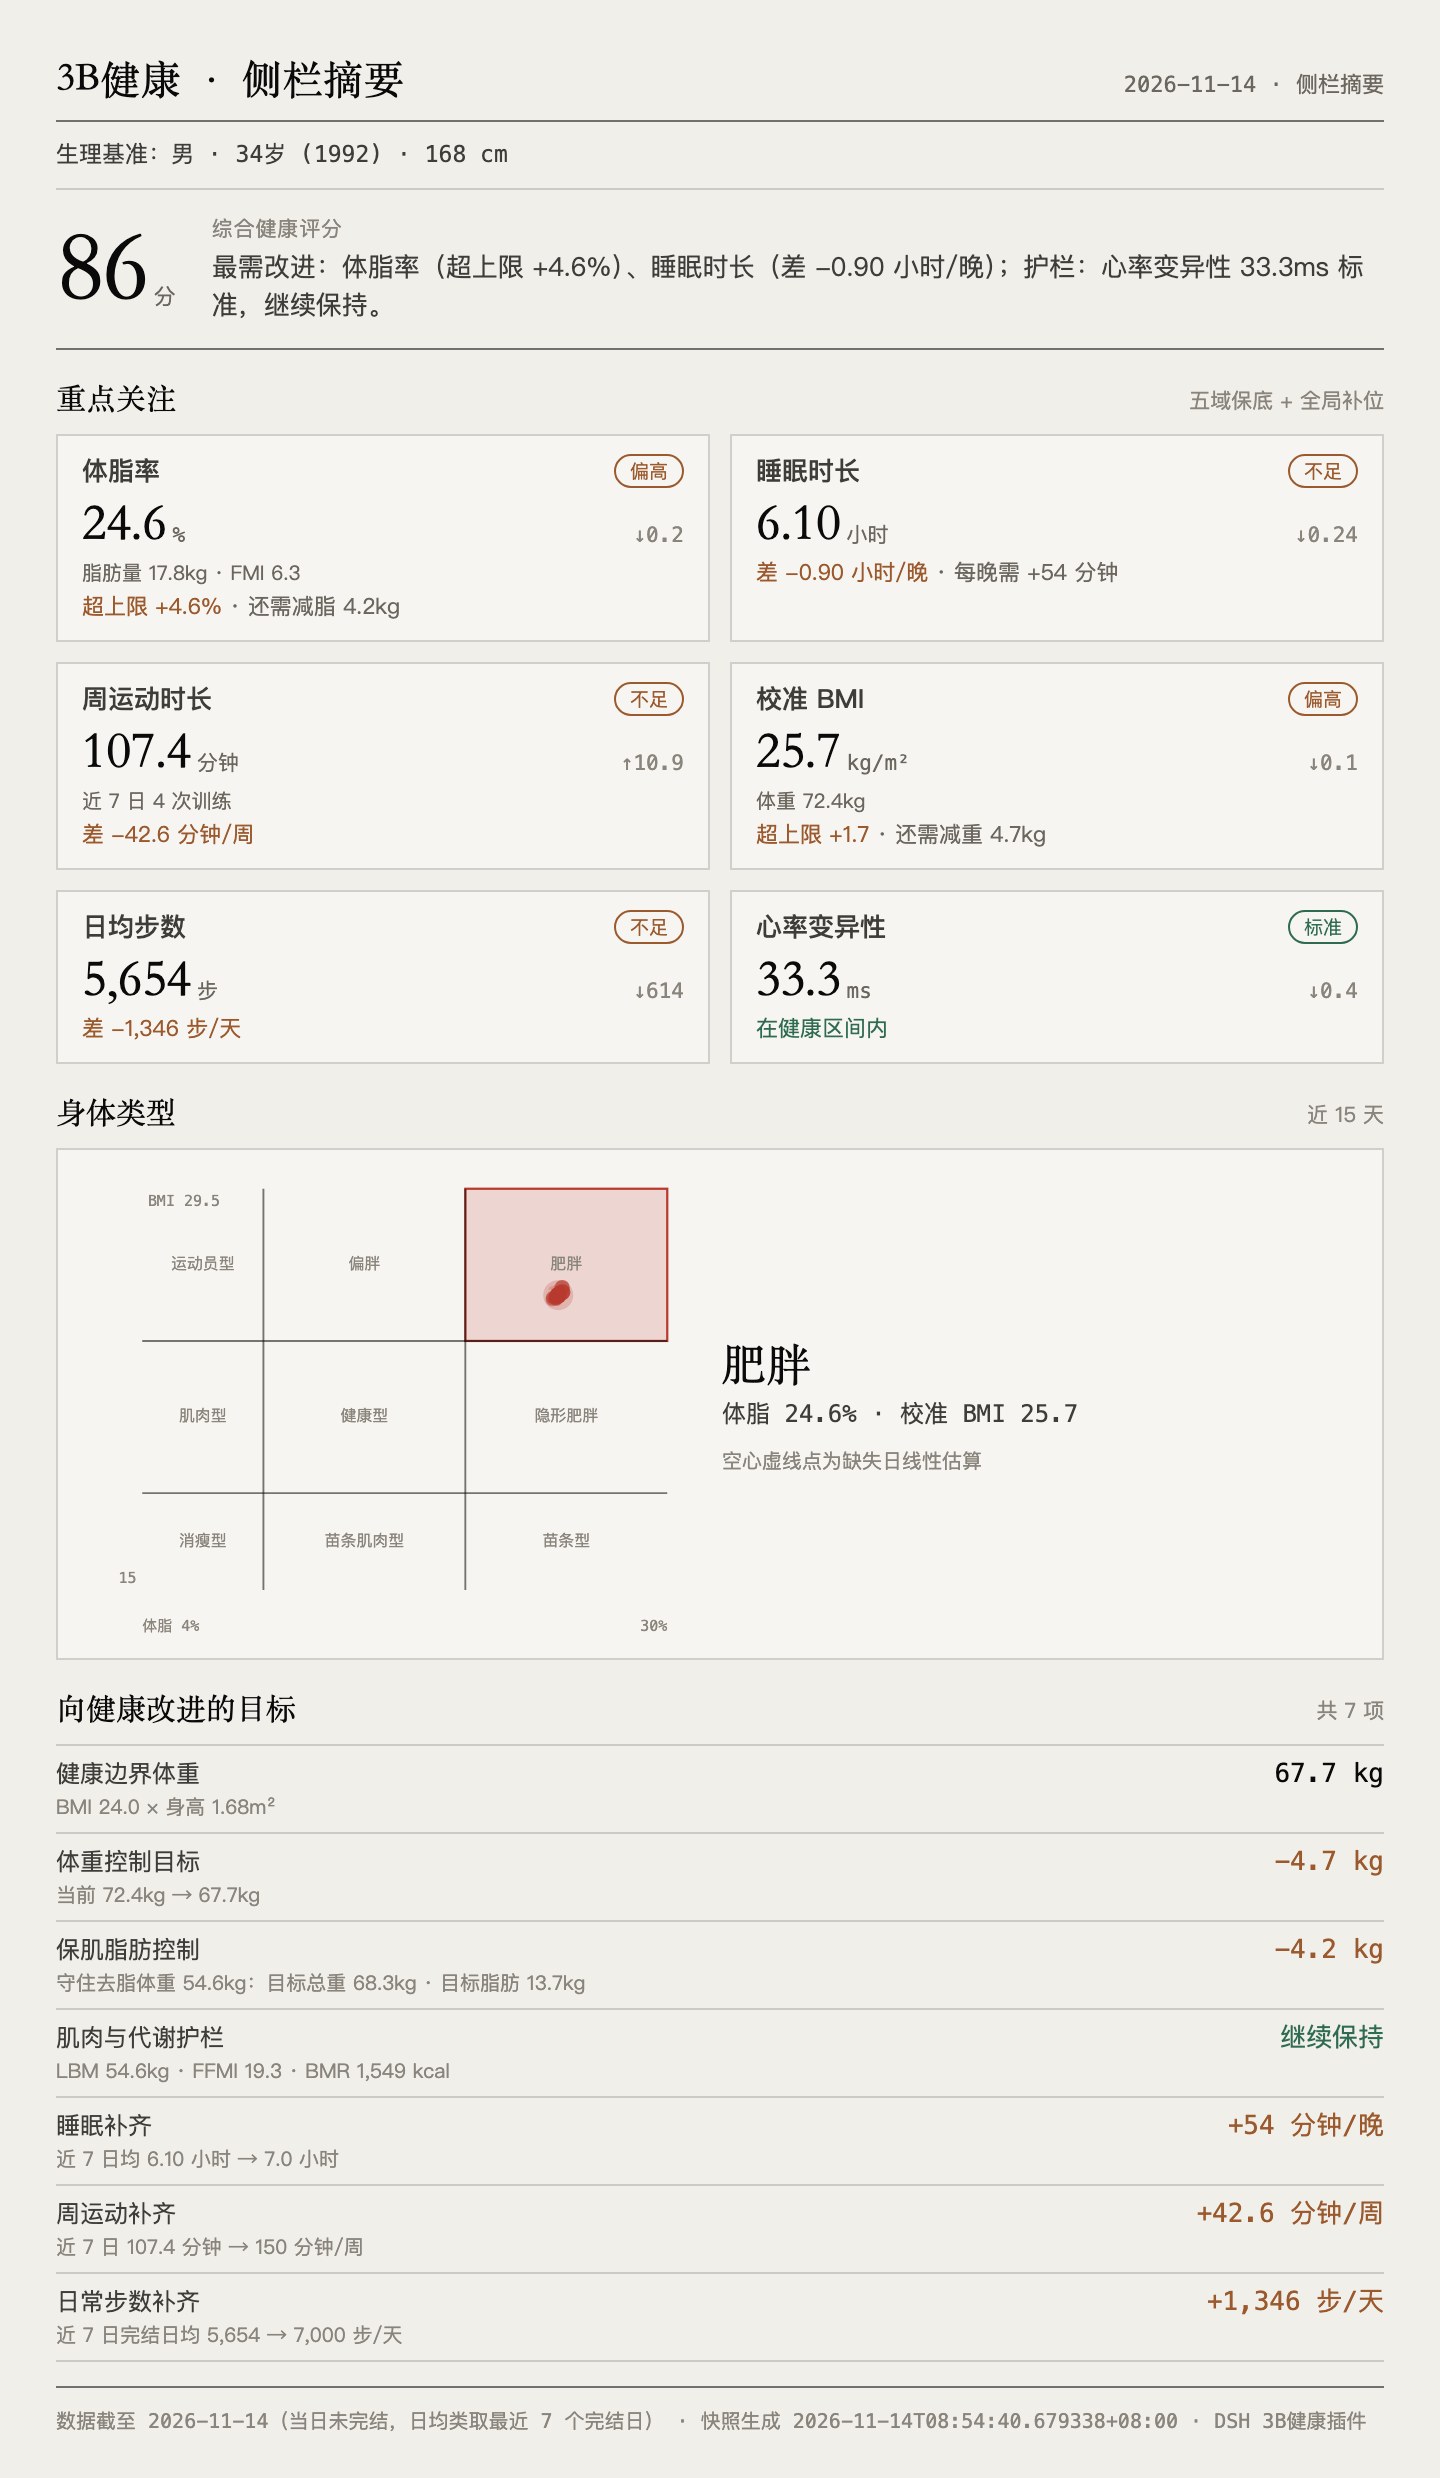 3B健康 · 侧栏摘要
2026-11-14 · 侧栏摘要
生理基准：男 · 34岁 (1992) · 168 cm
86 分
综合健康评分
最需改进：体脂率（超上限 +4.6%）、睡眠时长（差 −0.90 小时/晚）；护栏：心率变异性 33.3ms 标
准，继续保持。
重点关注
五域保底 + 全局补位
体脂率
偏高
24.6 %
↓0.2
脂肪量 17.8kg · FMI 6.3
超上限 +4.6% · 还需减脂 4.2kg
睡眠时长
不足
6.10 小时
↓0.24
差 −0.90 小时/晚 · 每晚需 +54 分钟
周运动时长
不足
107.4 分钟
↑10.9
近 7 日 4 次训练
差 −42.6 分钟/周
校准 BMI
偏高
25.7 kg/m²
↓0.1
体重 72.4kg
超上限 +1.7 · 还需减重 4.7kg
日均步数
不足
5,654 步
↓614
差 −1,346 步/天
心率变异性
标准
33.3 ms
↓0.4
在健康区间内
身体类型
近 15 天
BMI 29.5
运动员型
偏胖
肥胖
肌肉型
健康型
隐形肥胖
消瘦型
苗条肌肉型
苗条型
15
体脂 4%
30%
肥胖
体脂 24.6% · 校准 BMI 25.7
空心虚线点为缺失日线性估算
向健康改进的目标
共 7 项
健康边界体重
67.7 kg
BMI 24.0 × 身高 1.68m²
体重控制目标
−4.7 kg
当前 72.4kg → 67.7kg
保肌脂肪控制
−4.2 kg
守住去脂体重 54.6kg：目标总重 68.3kg · 目标脂肪 13.7kg
肌肉与代谢护栏
继续保持
LBM 54.6kg · FFMI 19.3 · BMR 1,549 kcal
睡眠补齐
+54 分钟/晚
近 7 日均 6.10 小时 → 7.0 小时
周运动补齐
+42.6 分钟/周
近 7 日 107.4 分钟 → 150 分钟/周
日常步数补齐
+1,346 步/天
近 7 日完结日均 5,654 → 7,000 步/天
数据截至 2026-11-14（当日未完结，日均类取最近 7 个完结日） · 快照生成 2026-11-14T08:54:40.679338+08:00 · DSH 3B健康插件